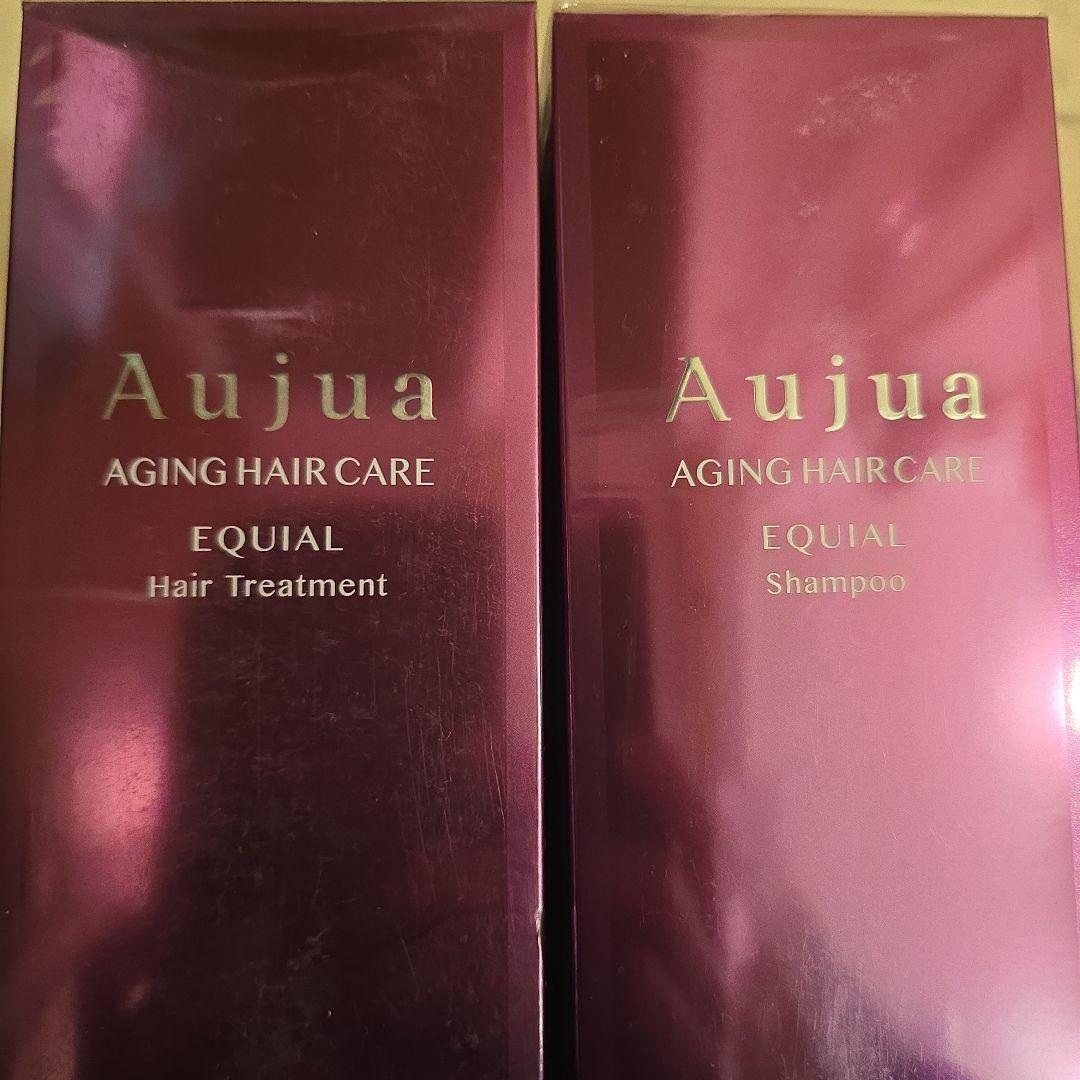 Aujua
AGING HAIR CARE
EQUIAL
Hair Treatment
Aujua
AGING HAIR CARE
EQUIAL
Shampoo